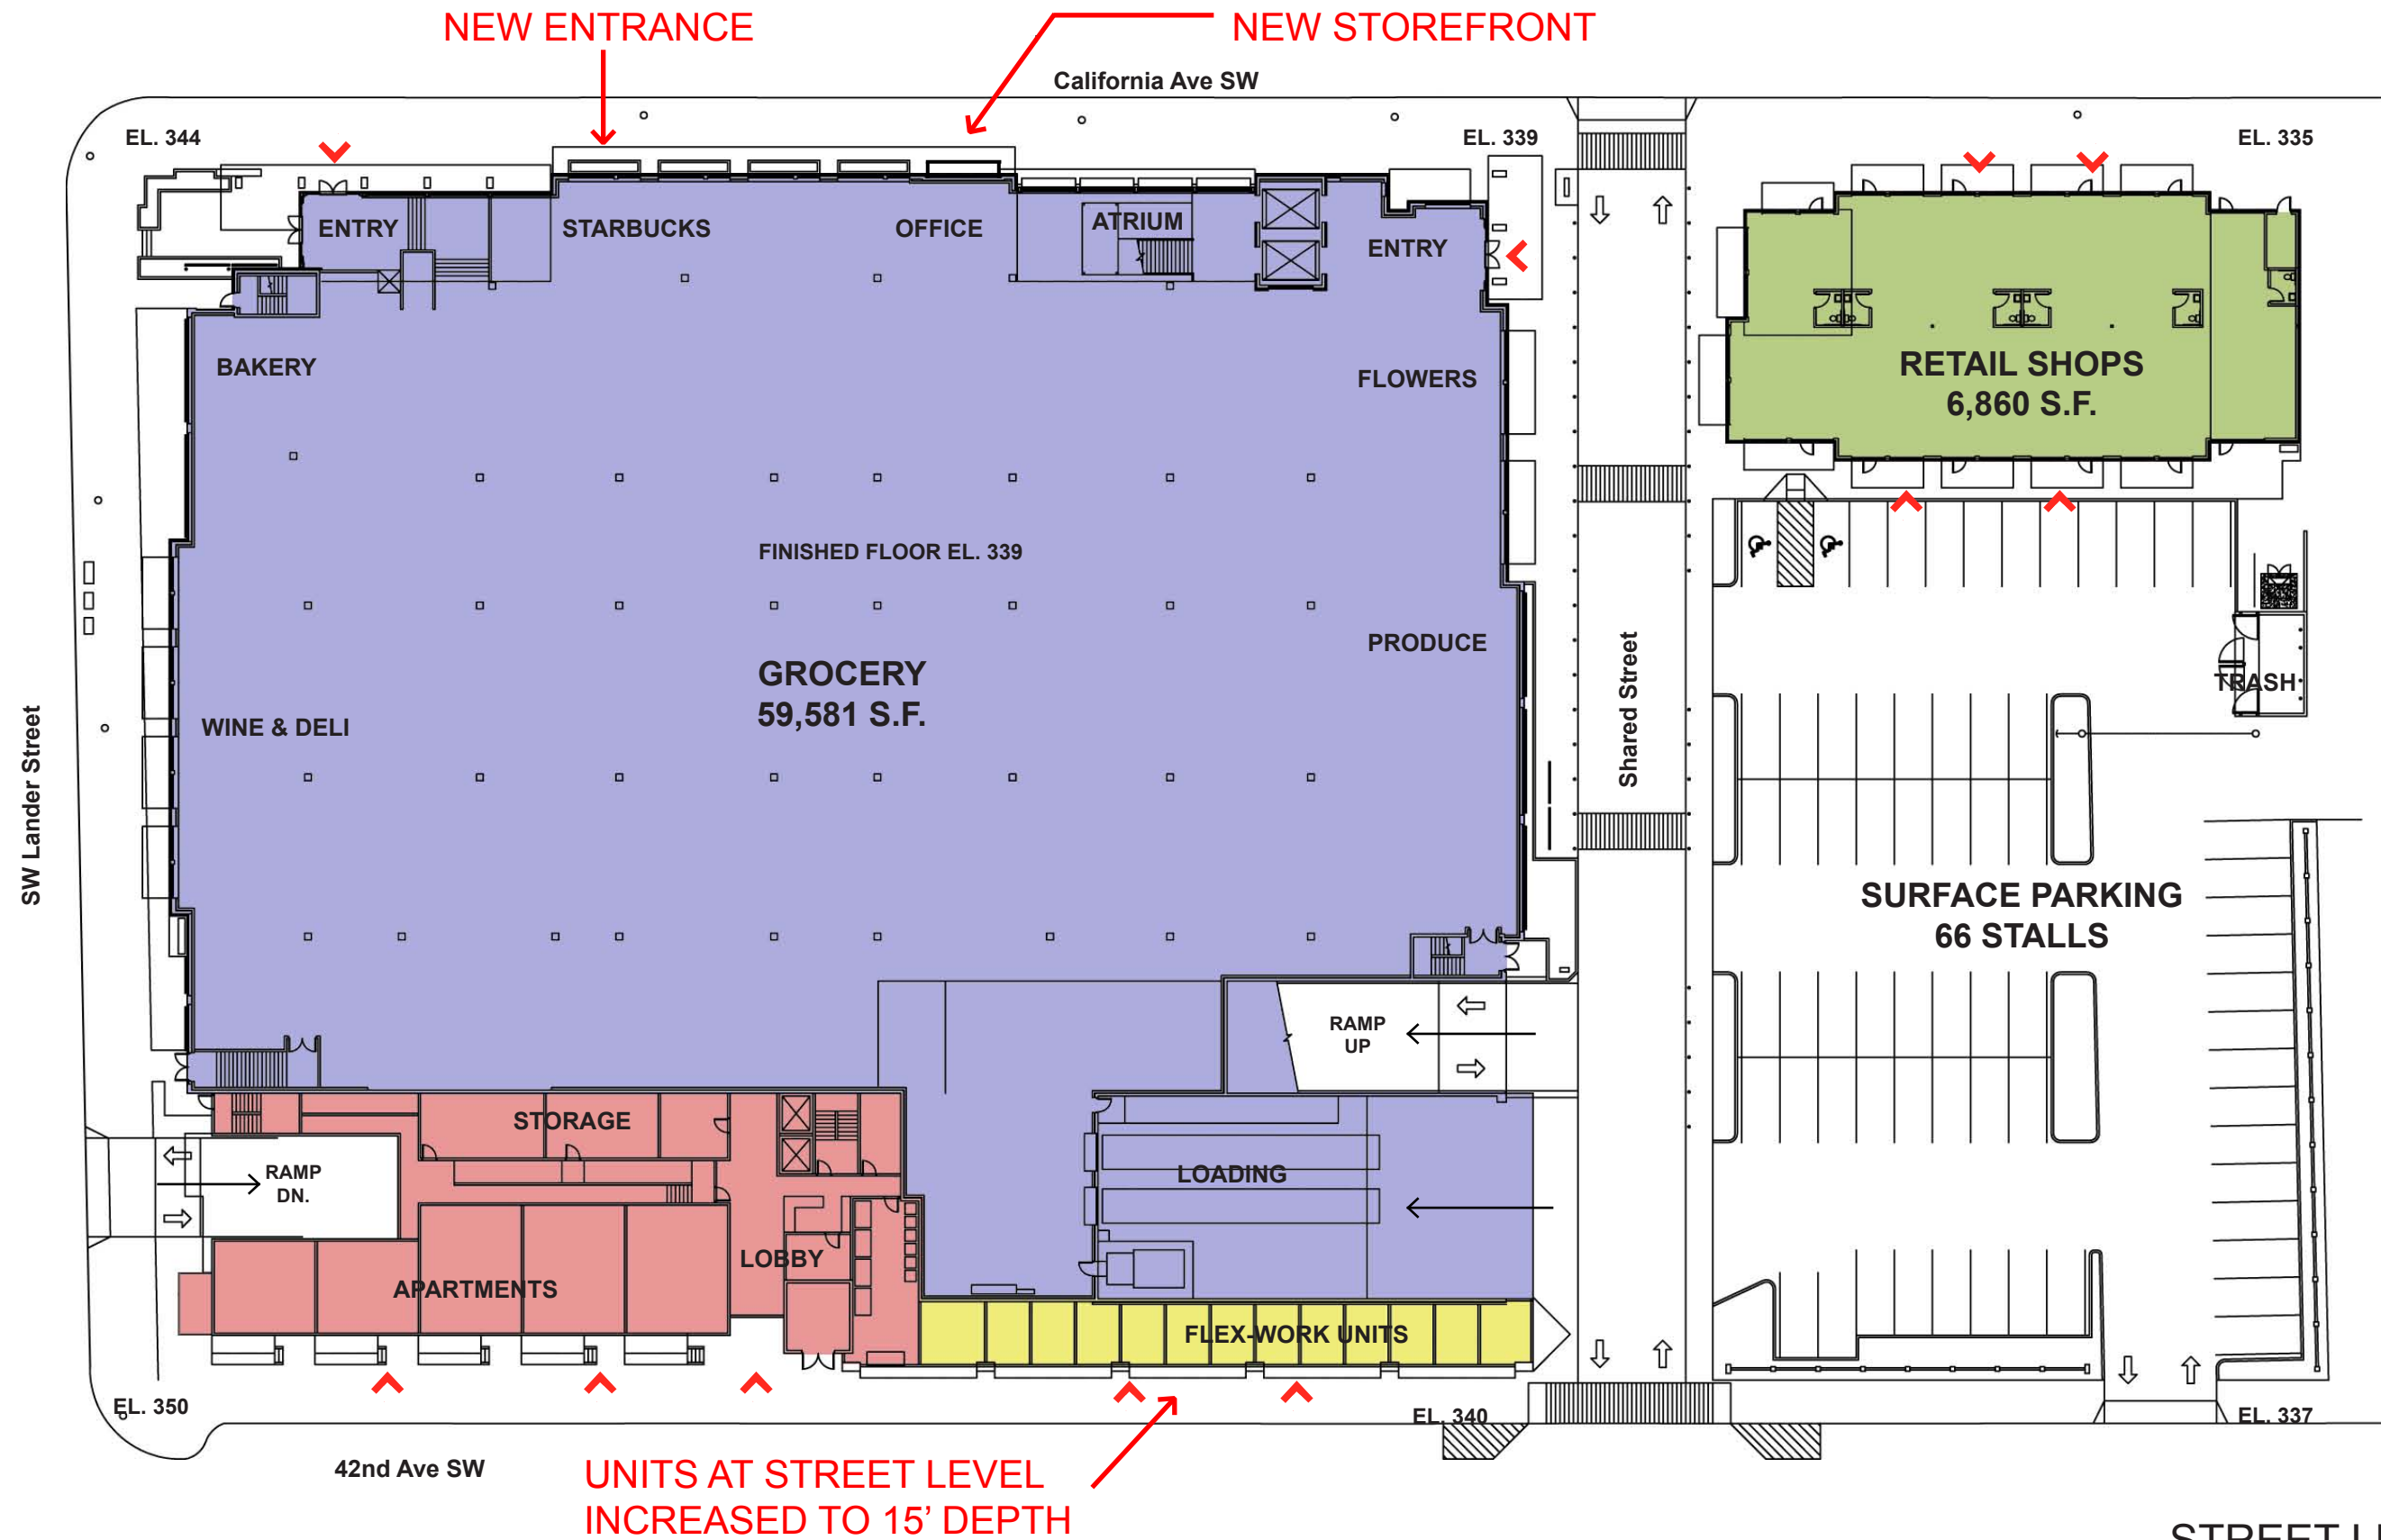 NEW ENTRANCE
NEW STOREFRONT
California Ave SW
EL. 344
EL. 339
EL. 335
ENTRY
STARBUCKS
OFFICE
ATRIUM
ENTRY
BAKERY
FLOWERS
RETAIL SHOPS
6,860 S.F.
FINISHED FLOOR EL. 339
PRODUCE
GROCERY
59,581 S.F.
WINE & DELI
SW Lander Street
Shared Street
TRASH
SURFACE PARKING
66 STALLS
RAMP
UP
STORAGE
RAMP
DN.
LOADING
LOBBY
APARTMENTS
FLEX-WORK UNITS
EL. 350
EL. 340
EL. 337
42nd Ave SW
UNITS AT STREET LEVEL
INCREASED TO 15’ DEPTH
STREET